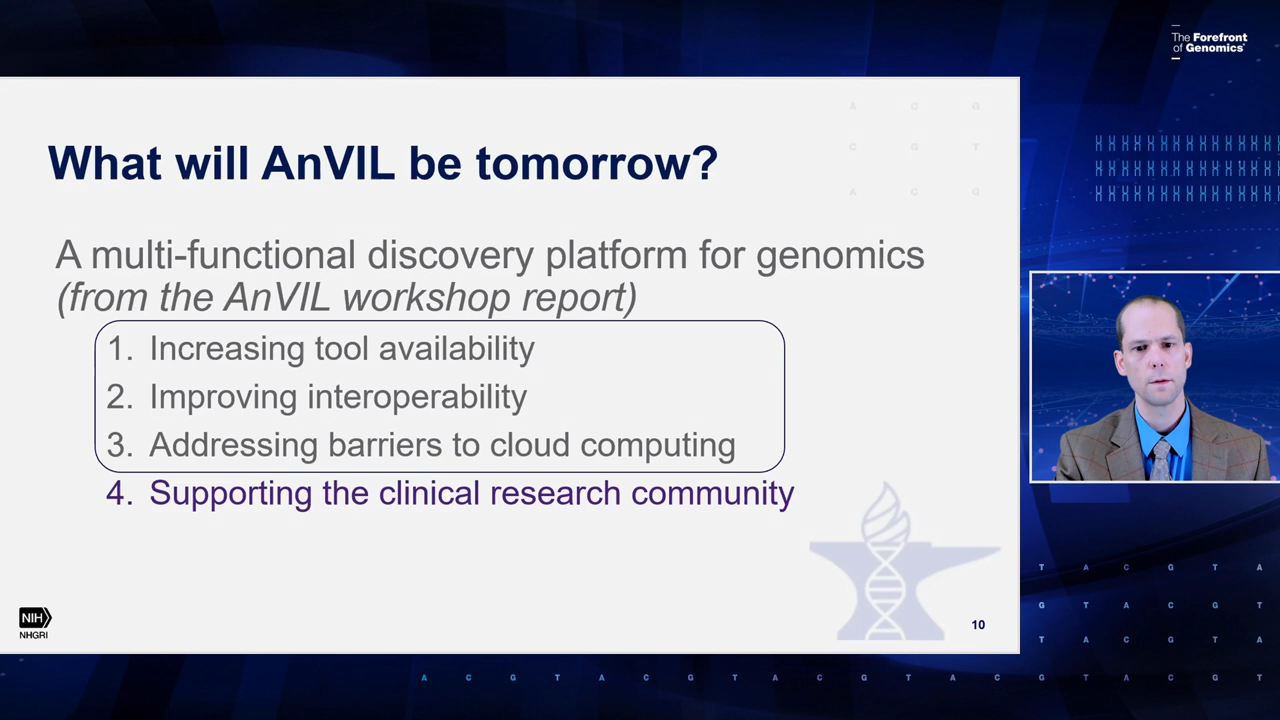 The Forefront
of Genomics®
A C G
C G T
A C G
What will AnVIL be tomorrow?
A multi-functional discovery platform for genomics
(from the AnVIL workshop report)
1. Increasing tool availability
2. Improving interoperability
3. Addressing barriers to cloud computing
4. Supporting the clinical research community
NIH
NHGRI
10
T A C G T A
G T A C G T
T A C G T A
A C G T A C G T A C G T A C G T A C G T